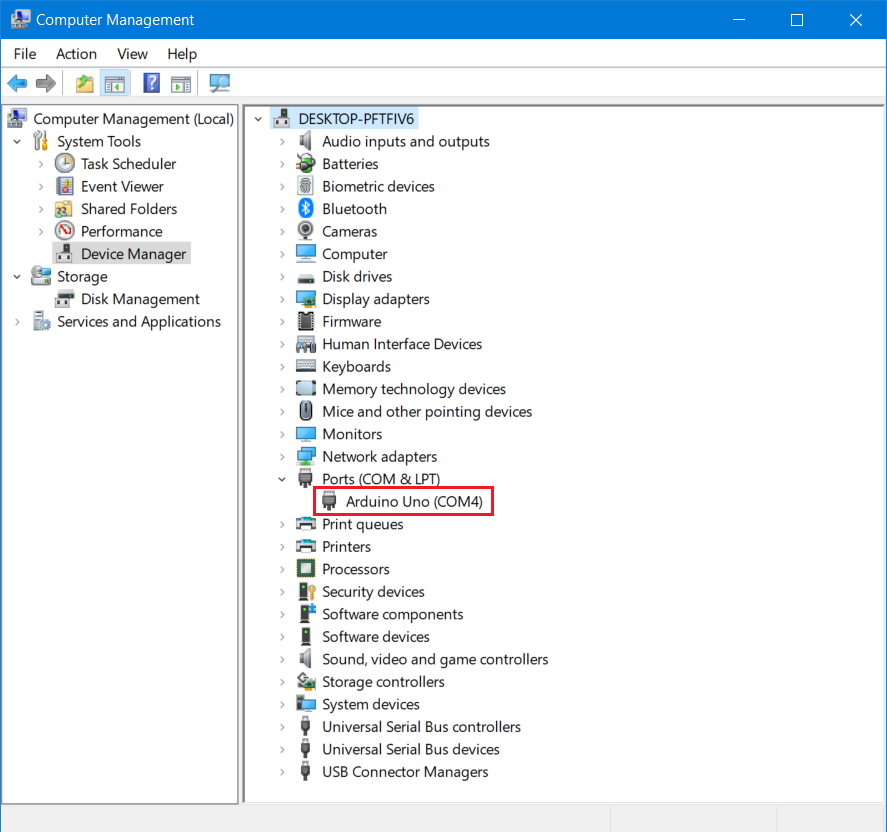 Computer Management
File Action View Help
Computer Management (Local)
System Tools
Task Scheduler
Event Viewer
Shared Folders
Performance
Device Manager
Storage
Disk Management
Services and Applications
DESKTOP-PFTFIV6
Audio inputs and outputs
Batteries
Biometric devices
Bluetooth
Cameras
Computer
Disk drives
Display adapters
Firmware
Human Interface Devices
Keyboards
Memory technology devices
Mice and other pointing devices
Monitors
Network adapters
Ports (COM & LPT)
Arduino Uno (COM4)
Print queues
Printers
Processors
Security devices
Software components
Software devices
Sound, video and game controllers
Storage controllers
System devices
Universal Serial Bus controllers
Universal Serial Bus devices
USB Connector Managers